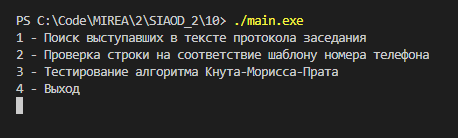 PS C:\Code\MIREA\2\SIAOD_2\10> ./main.exe
1 - Поиск выступавших в тексте протокола заседания
2 - Проверка строки на соответствие шаблону номера телефона
3 - Тестирование алгоритма Кнута-Морисса-Прата
4 - Выход